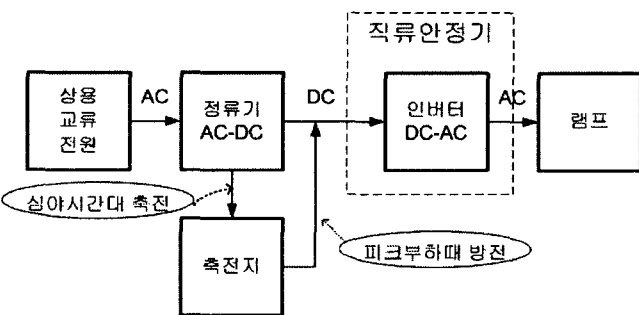 직류안정기
상용
교류
전원
AC
정류기
AC-DC
DC
인버터
DC-AC
AC
램프
심야시간대 축전
축전지
피크부하때 방전